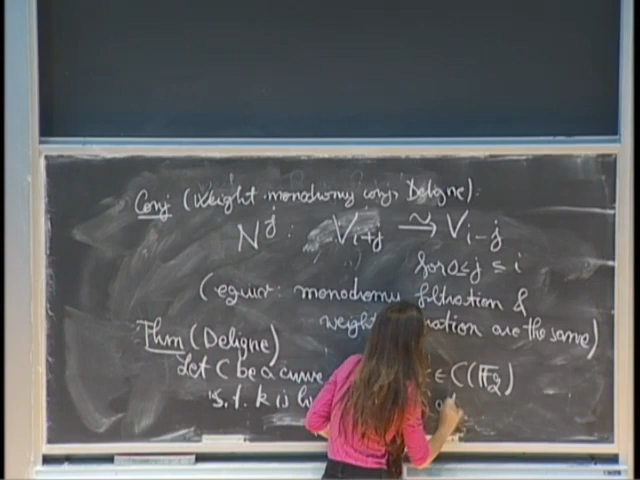 Conj (Weight-monodromy conj, Deligne):
N^j : V_{i+j} ⥲ V_{i-j}
for 0 ≤ j ≤ i
(equiv: monodromy filtration &
weight are the same)
Thm (Deligne)
Let C be a curve ∈ C(𝔽_q)
s.t. k is